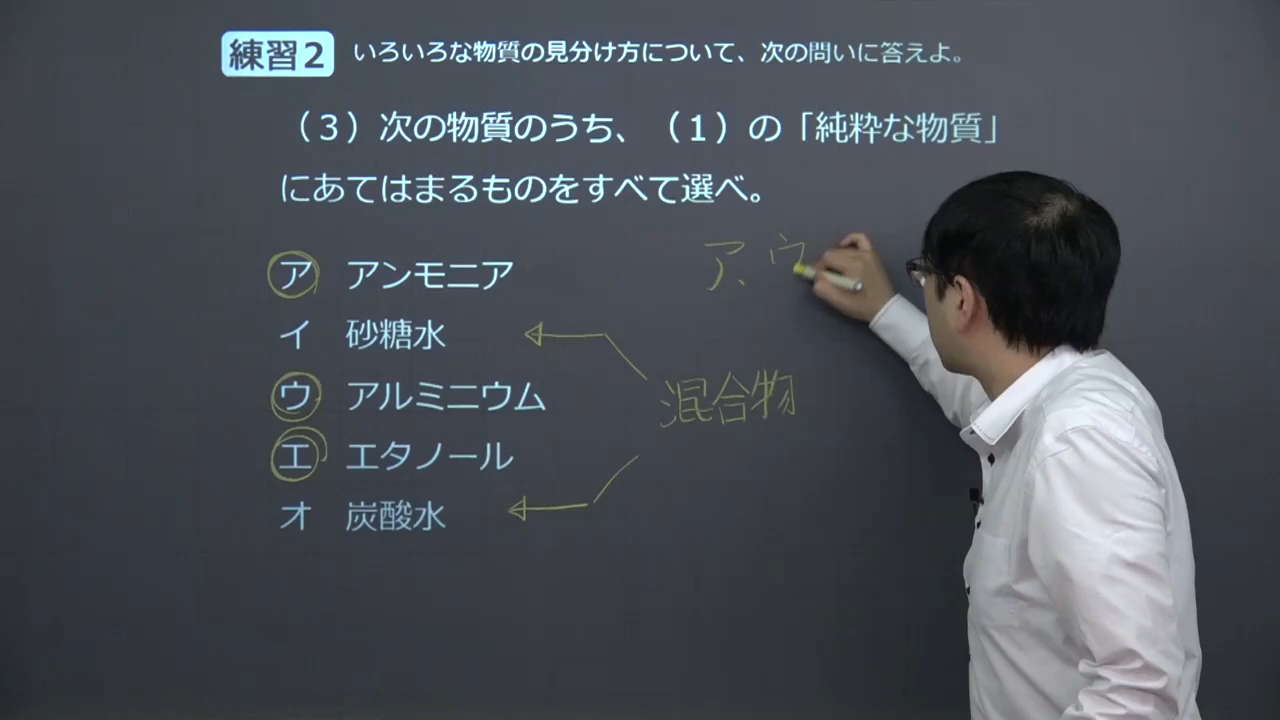 練習２ いろいろな物質の見分け方について、次の問いに答えよ。
（３）次の物質のうち、（１）の「純粋な物質」
にあてはまるものをすべて選べ。
ア アンモニア
ア、ウ
イ 砂糖水
ウ アルミニウム
混合物
エ エタノール
オ 炭酸水